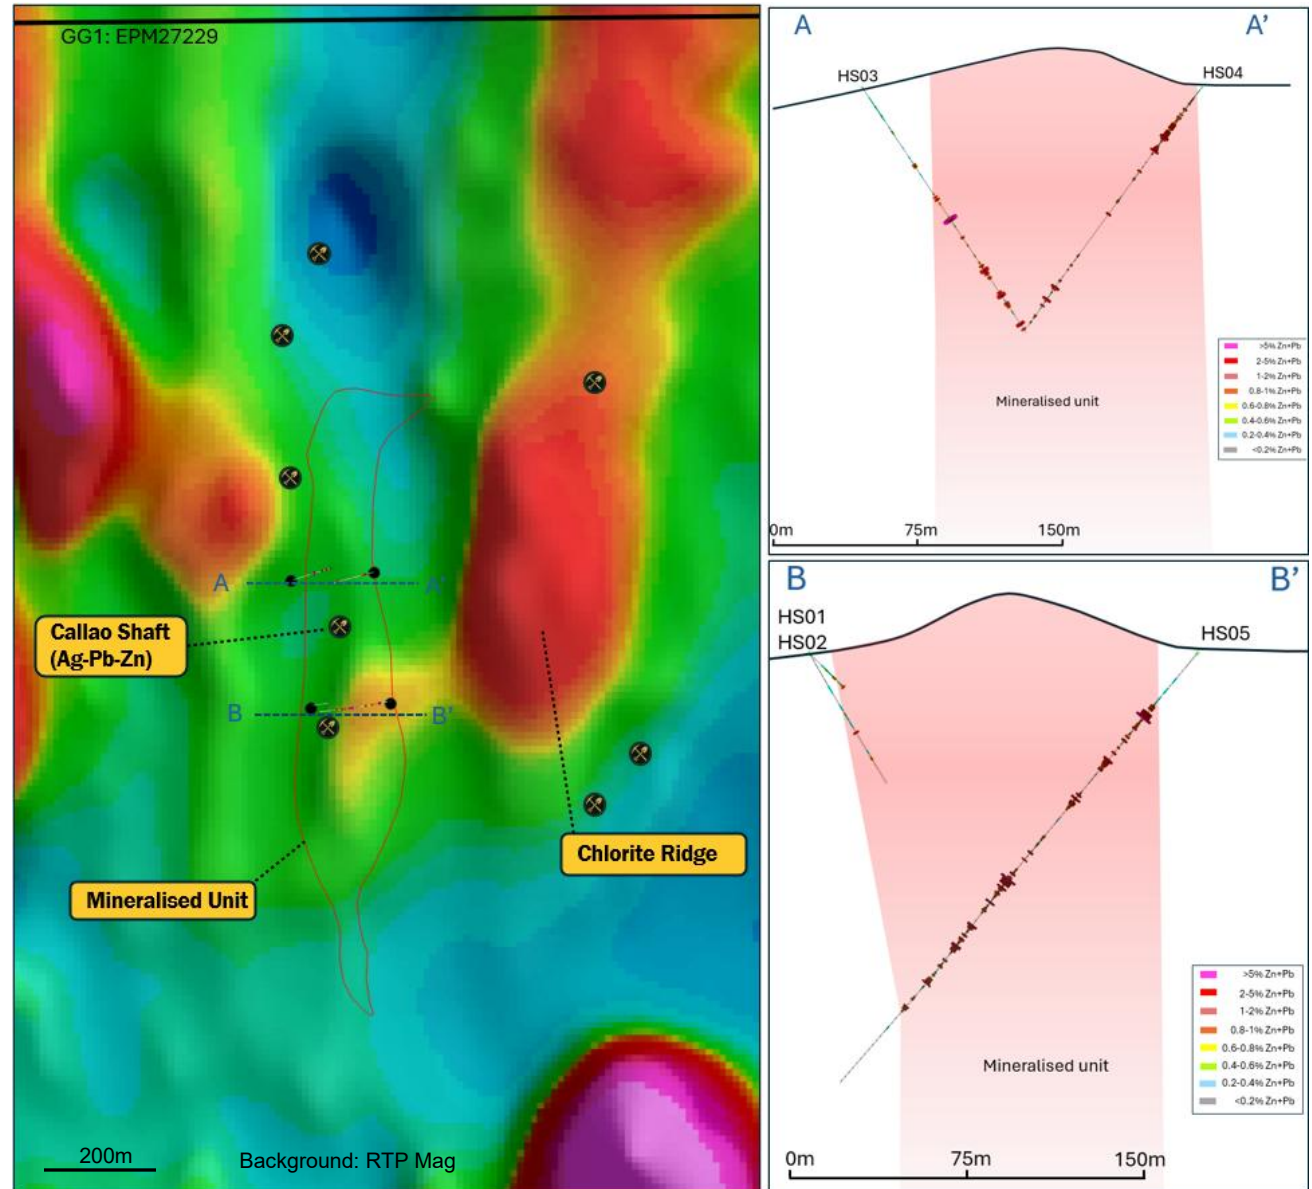 GG1: EPM27229
A
A'
Callao Shaft
(Ag-Pb-Zn)
B
B'
Chlorite Ridge
Mineralised Unit
200m
Background: RTP Mag
A
A'
HS03
HS04
>5% Zn+Pb
2-5% Zn+Pb
1-2% Zn+Pb
0.8-1% Zn+Pb
0.6-0.8% Zn+Pb
0.4-0.6% Zn+Pb
0.2-0.4% Zn+Pb
<0.2% Zn+Pb
Mineralised unit
0m
75m
150m
B
B'
HS01
HS02
HS05
>5% Zn+Pb
2-5% Zn+Pb
1-2% Zn+Pb
0.8-1% Zn+Pb
0.6-0.8% Zn+Pb
0.4-0.6% Zn+Pb
0.2-0.4% Zn+Pb
<0.2% Zn+Pb
Mineralised unit
0m
75m
150m